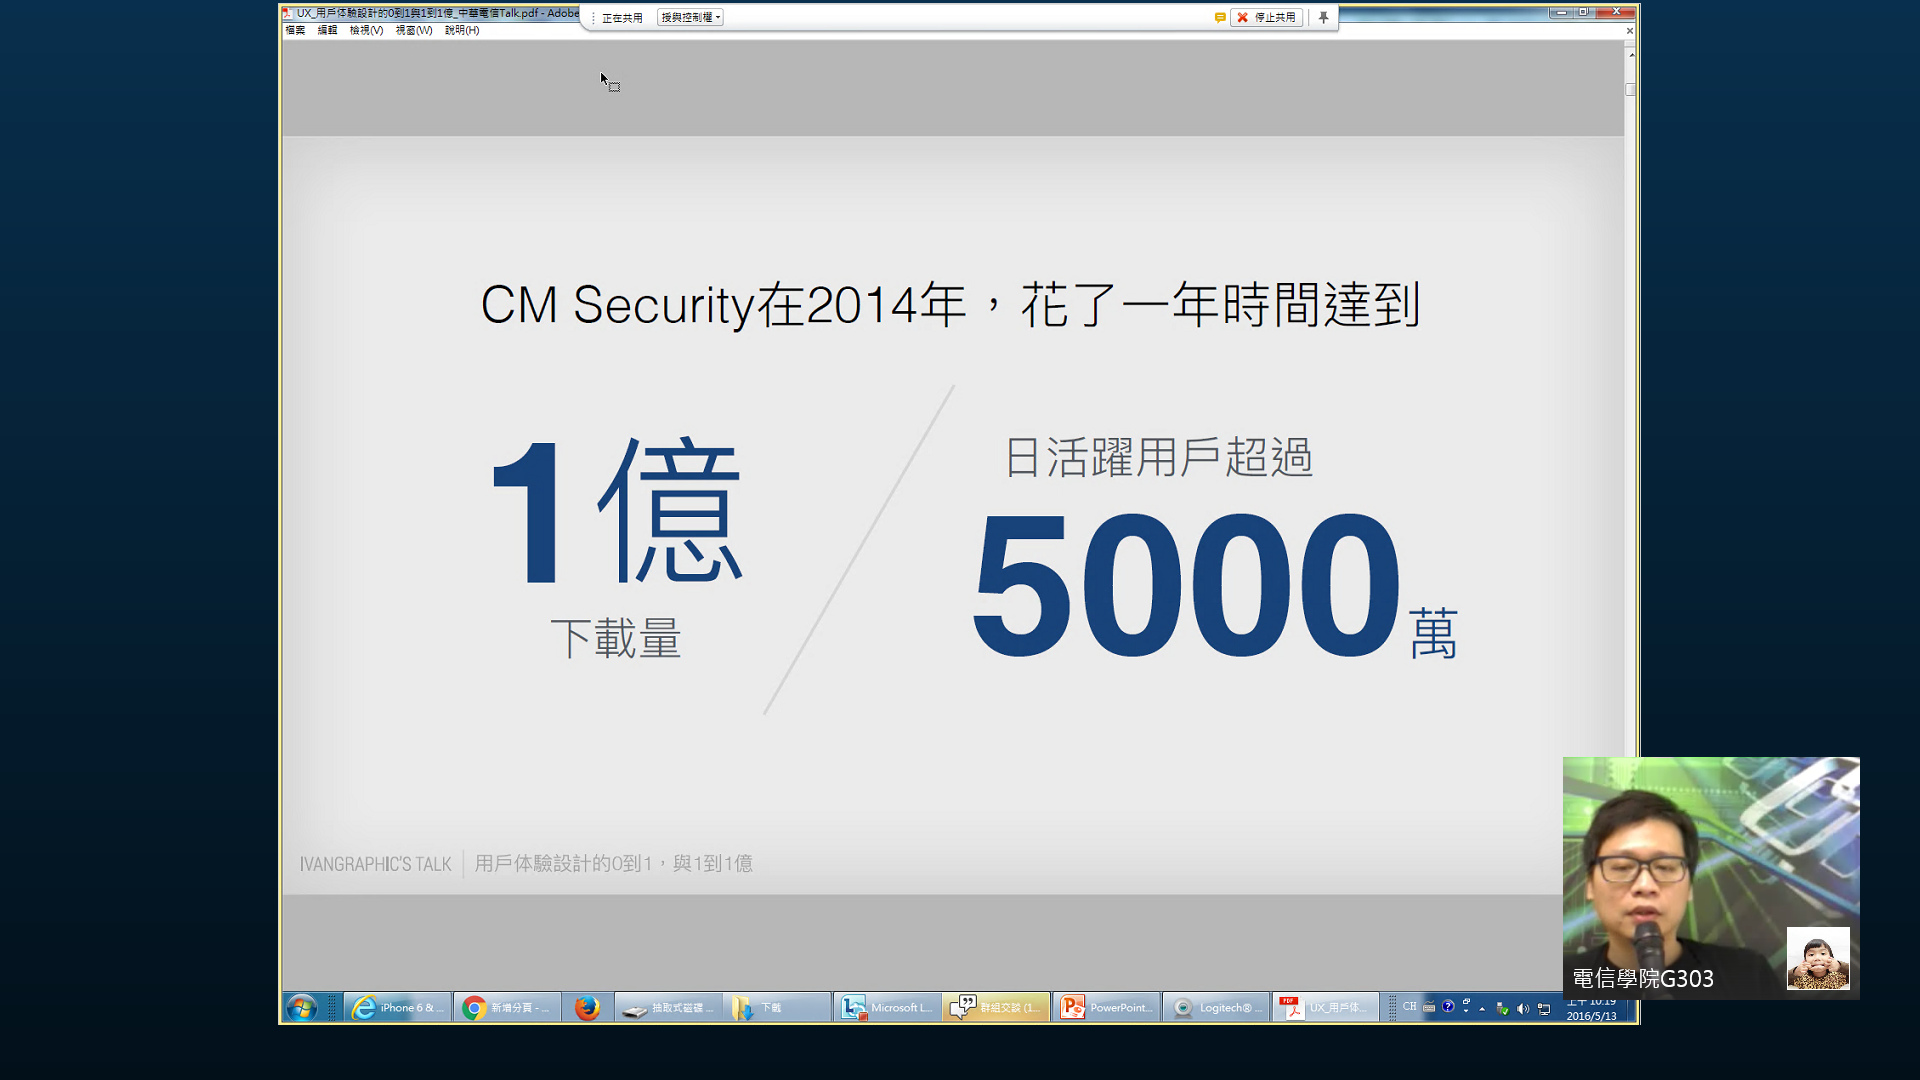 UX_用戶体驗設計的0到1與1到1億_中華電信Talk.pdf - Adobe
正在共用
授與控制權
停止共用
檔案 編輯 檢視(V) 視窗(W) 說明(H)
CM Security在2014年，花了一年時間達到
1億
下載量
日活躍用戶超過
5000萬
IVANGRAPHIC'S TALK
用戶体驗設計的0到1，與1到1億
電信學院G303
iPhone 6 & ...
新增分頁 - ...
抽取式磁碟 ...
下載
Microsoft L...
群組交談 (1...
PowerPoint...
Logitech® ...
UX_用戶体...
CH
上午 10:19
2016/5/13